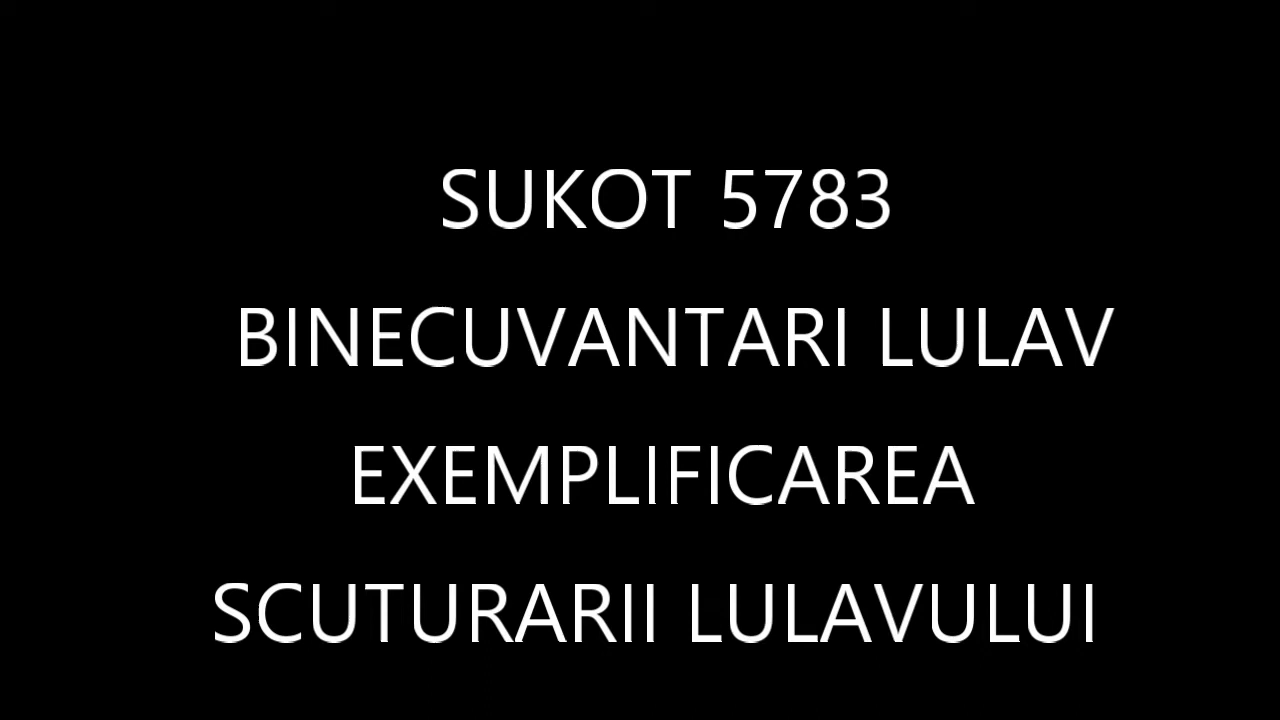 SUKOT 5783
BINECUVANTARI LULAV
EXEMPLIFICAREA
SCUTURARII LULAVULUI